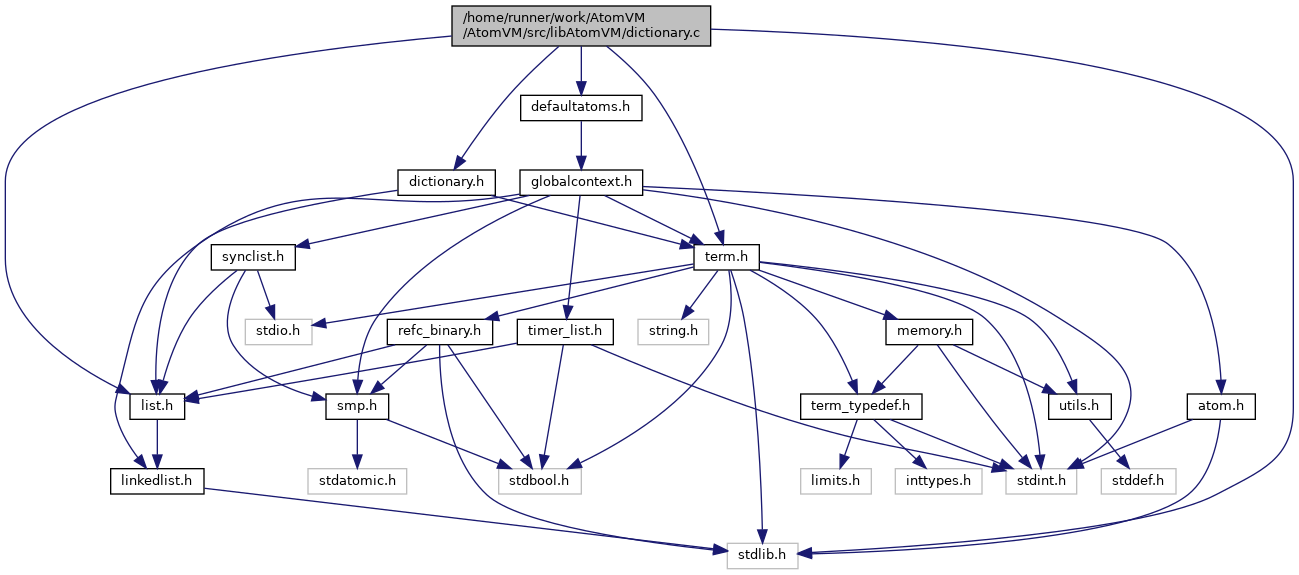 /home/runner/work/AtomVM
/AtomVM/src/libAtomVM/dictionary.c
defaultatoms.h
dictionary.h
globalcontext.h
synclist.h
term.h
stdio.h
refc_binary.h
timer_list.h
string.h
memory.h
list.h
smp.h
term_typedef.h
utils.h
atom.h
linkedlist.h
stdatomic.h
stdbool.h
limits.h
inttypes.h
stdint.h
stddef.h
stdlib.h